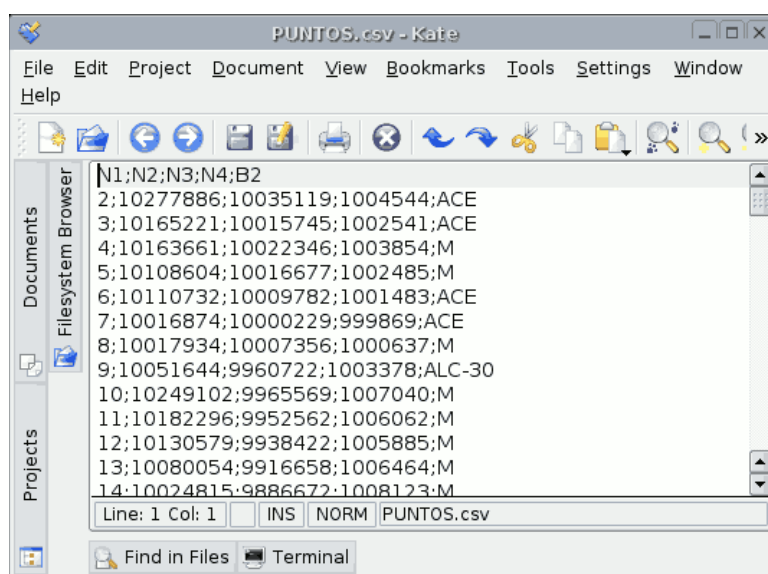 PUNTOS.csv - Kate
File Edit Project Document View Bookmarks Tools Settings Window
Help
Documents
Projects
Filesystem Browser
N1;N2;N3;N4;B2
2;10277886;10035119;1004544;ACE
3;10165221;10015745;1002541;ACE
4;10163661;10022346;1003854;M
5;10108604;10016677;1002485;M
6;10110732;10009782;1001483;ACE
7;10016874;10000229;999869;ACE
8;10017934;10007356;1000637;M
9;10051644;9960722;1003378;ALC-30
10;10249102;9965569;1007040;M
11;10182296;9952562;1006062;M
12;10130579;9938422;1005885;M
13;10080054;9916658;1006464;M
14;10024815;9886672;1008123;M
Line: 1 Col: 1 INS NORM PUNTOS.csv
Find in Files Terminal